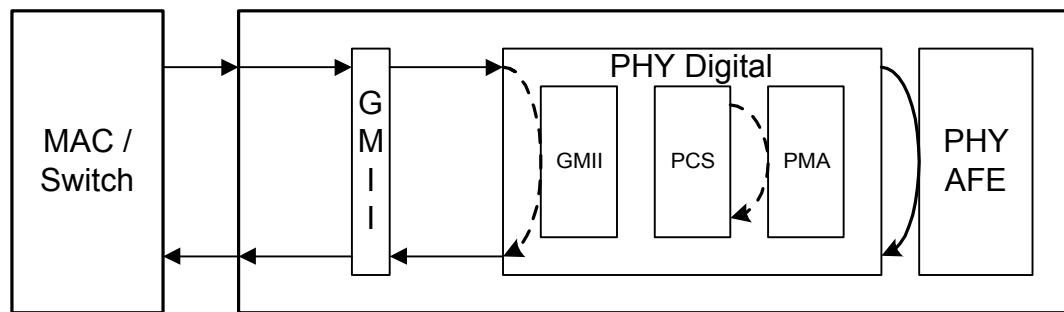 MAC /
Switch
G
M
I
I
PHY Digital
GMII
PCS
PMA
PHY
AFE